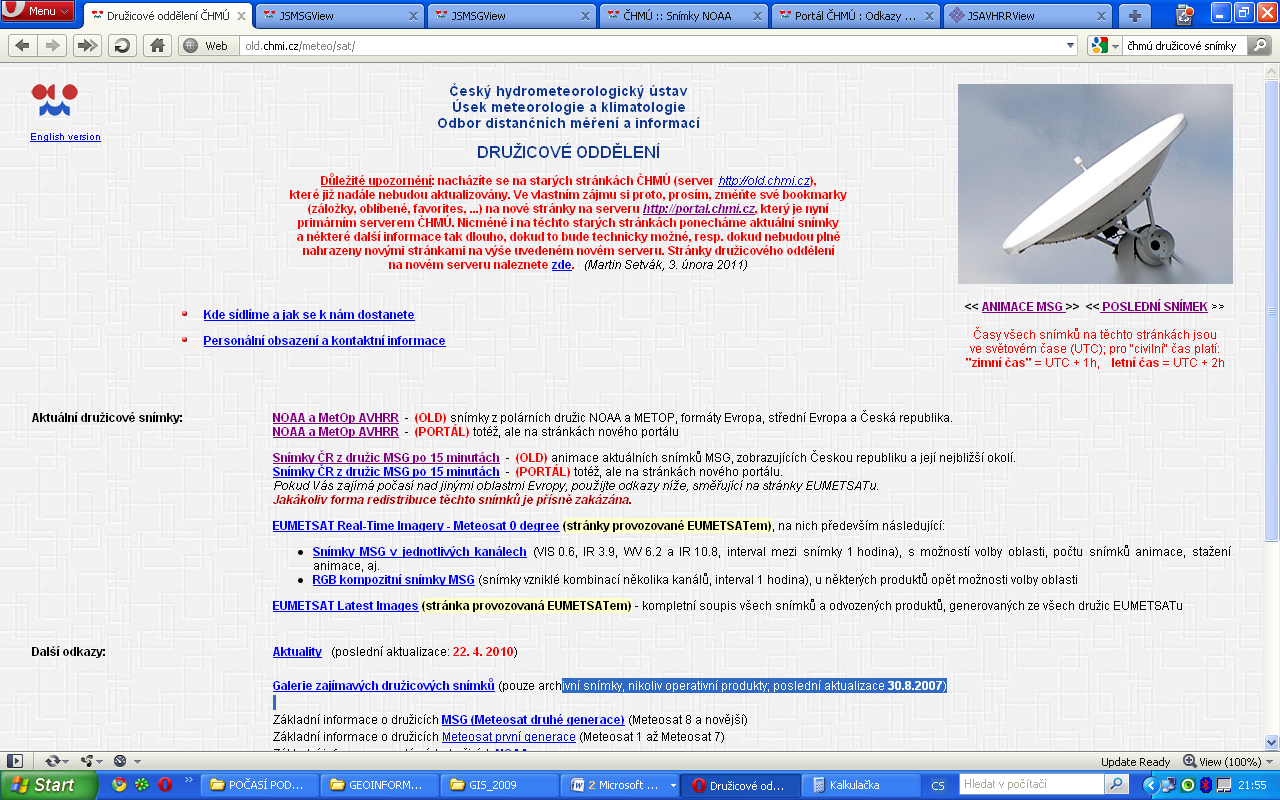 Menu
Družicové oddělení ČHMÚ
JSMSGView
JSMSGView
ČHMÚ :: Snímky NOAA
Portál ČHMÚ : Odkazy ...
JSAVHRRView
Web
old.chmi.cz/meteo/sat/
čhmú družicové snímky
English version
Český hydrometeorologický ústav
Úsek meteorologie a klimatologie
Odbor distančních měření a informací
DRUŽICOVÉ ODDĚLENÍ
Důležité upozornění: nacházíte se na starých stránkách ČHMÚ (server http://old.chmi.cz),
které již nadále nebudou aktualizovány. Ve vlastním zájmu si proto, prosím, změňte své bookmarky
(záložky, oblíbené, favorites, ...) na nové stránky na serveru http://portal.chmi.cz, který je nyní
primárním serverem ČHMÚ. Nicméně i na těchto starých stránkách ponecháme aktuální snímky
a některé další informace tak dlouho, dokud to bude technicky možné, resp. dokud nebudou plně
nahrazeny novými stránkami na výše uvedeném novém serveru. Stránky družicového oddělení
na novém serveru naleznete zde. (Martin Setvák, 3. února 2011)
<< ANIMACE MSG >> << POSLEDNÍ SNÍMEK >>
Časy všech snímků na těchto stránkách jsou
ve světovém čase (UTC); pro "civilní" čas platí:
"zimní čas" = UTC + 1h, letní čas = UTC + 2h
Kde sídlíme a jak se k nám dostanete
Personální obsazení a kontaktní informace
Aktuální družicové snímky:
NOAA a MetOp AVHRR - (OLD) snímky z polárních družic NOAA a METOP, formáty Evropa, střední Evropa a Česká republika.
NOAA a MetOp AVHRR - (PORTÁL) totéž, ale na stránkách nového portálu
Snímky ČR z družic MSG po 15 minutách - (OLD) animace aktuálních snímků MSG, zobrazujících Českou republiku a její nejbližší okolí.
Snímky ČR z družic MSG po 15 minutách - (PORTÁL) totéž, ale na stránkách nového portálu.
Pokud Vás zajímá počasí nad jinými oblastmi Evropy, použijte odkazy níže, směřující na stránky EUMETSATu.
Jakákoliv forma redistribuce těchto snímků je přísně zakázána.
EUMETSAT Real-Time Imagery - Meteosat 0 degree (stránky provozované EUMETSATem), na nich především následující:
Snímky MSG v jednotlivých kanálech (VIS 0.6, IR 3.9, WV 6.2 a IR 10.8, interval mezi snímky 1 hodina), s možností volby oblasti, počtu snímků animace, stažení
animace, aj.
RGB kompozitní snímky MSG (snímky vzniklé kombinací několika kanálů, interval 1 hodina), u některých produktů opět možnosti volby oblasti
EUMETSAT Latest Images (stránka provozovaná EUMETSATem) - kompletní soupis všech snímků a odvozených produktů, generovaných ze všech družic EUMETSATu
Další odkazy:
Aktuality (poslední aktualizace: 22. 4. 2010)
Galerie zajímavých družicových snímků (pouze archivní snímky, nikoliv operativní produkty; poslední aktualizace 30.8.2007)
Základní informace o družicích MSG (Meteosat druhé generace) (Meteosat 8 a novější)
Základní informace o družicích Meteosat první generace (Meteosat 1 až Meteosat 7)
Update Ready
View (100%)
Start
POČASÍ POD...
GEOINFORM...
GIS_2009
2 Microsoft ...
Družicové od...
Kalkulačka
CS
Hledat v počítači
21:55